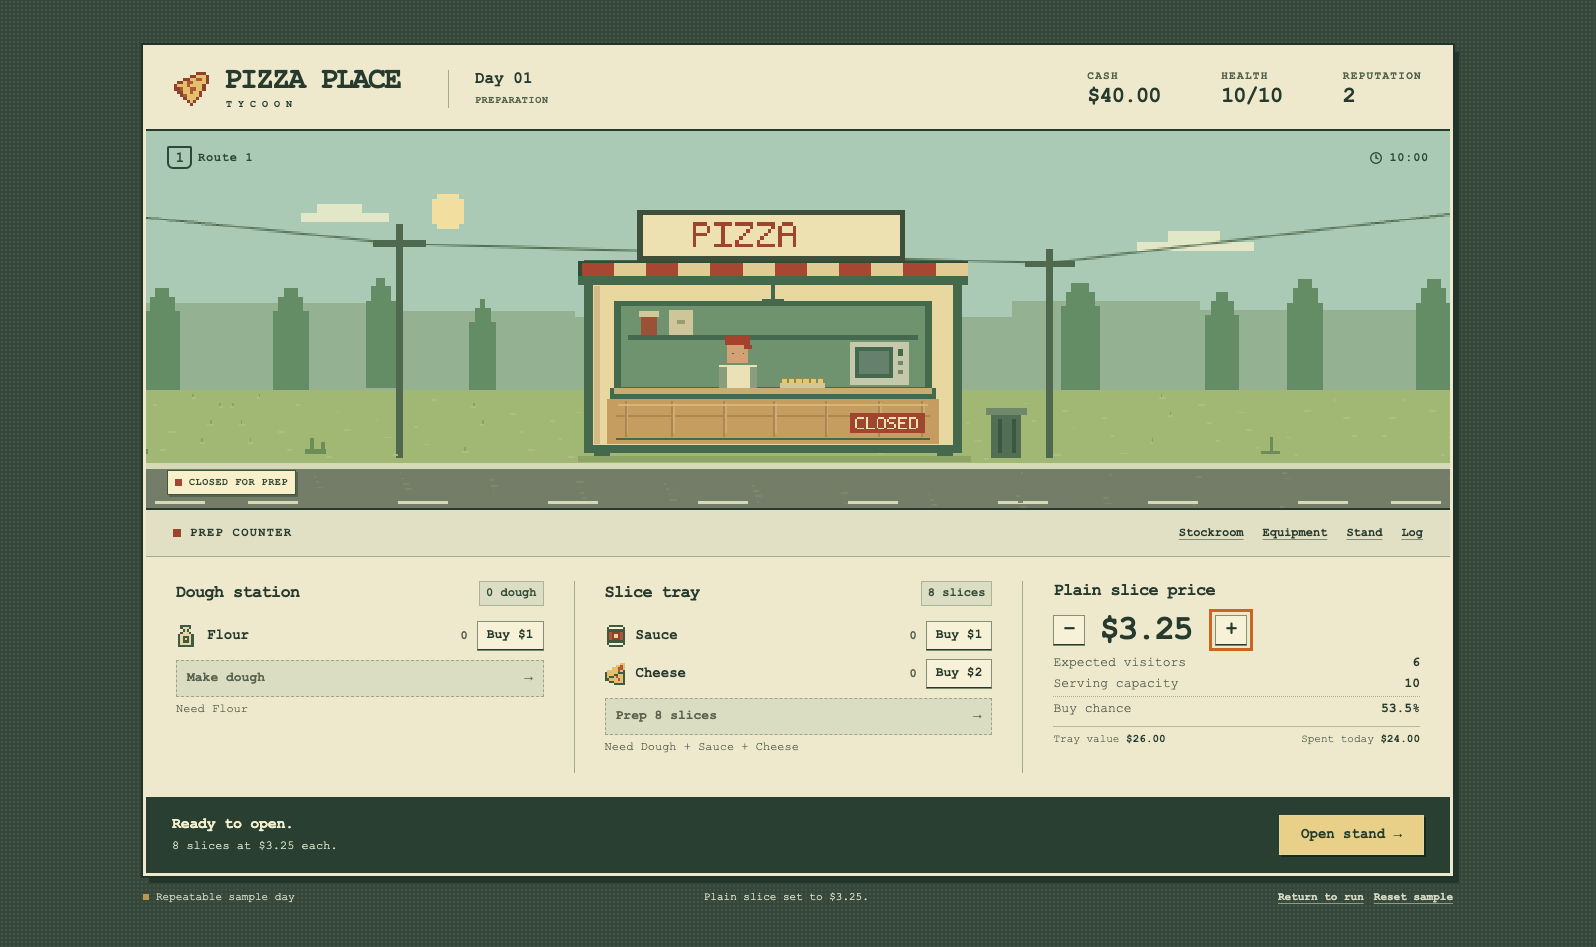 PIZZA PLACE
TYCOON
Day 01
PREPARATION
CASH
$40.00
HEALTH
10/10
REPUTATION
2
1 Route 1
10:00
PIZZA
CLOSED
CLOSED FOR PREP
PREP COUNTER
Stockroom Equipment Stand Log
Dough station
0 dough
Flour 0 Buy $1
Make dough →
Need Flour
Slice tray
8 slices
Sauce 0 Buy $1
Cheese 0 Buy $2
Prep 8 slices →
Need Dough + Sauce + Cheese
Plain slice price
− $3.25 +
Expected visitors 6
Serving capacity 10
Buy chance 53.5%
Tray value $26.00 Spent today $24.00
Ready to open.
8 slices at $3.25 each.
Open stand →
Repeatable sample day
Plain slice set to $3.25.
Return to run Reset sample